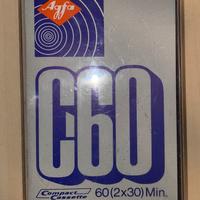 Agfa
C60
Compact
Cassette
60(2x30)Min.